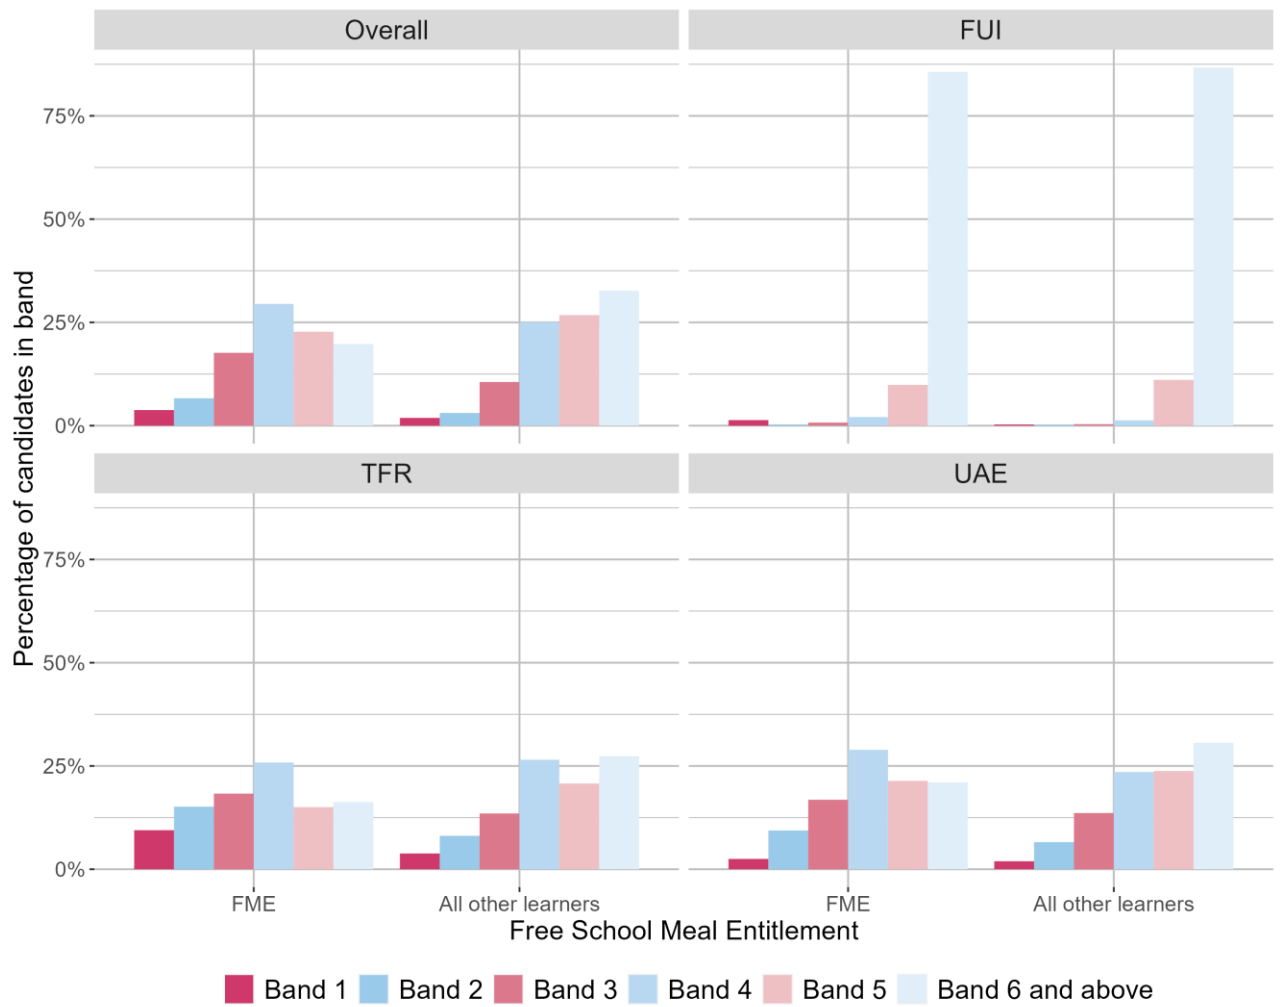 Overall
FUI
75%
50%
25%
0%
TFR
UAE
75%
50%
25%
0%
Percentage of candidates in band
FME
All other learners
FME
All other learners
Free School Meal Entitlement
Band 1 Band 2 Band 3 Band 4 Band 5 Band 6 and above